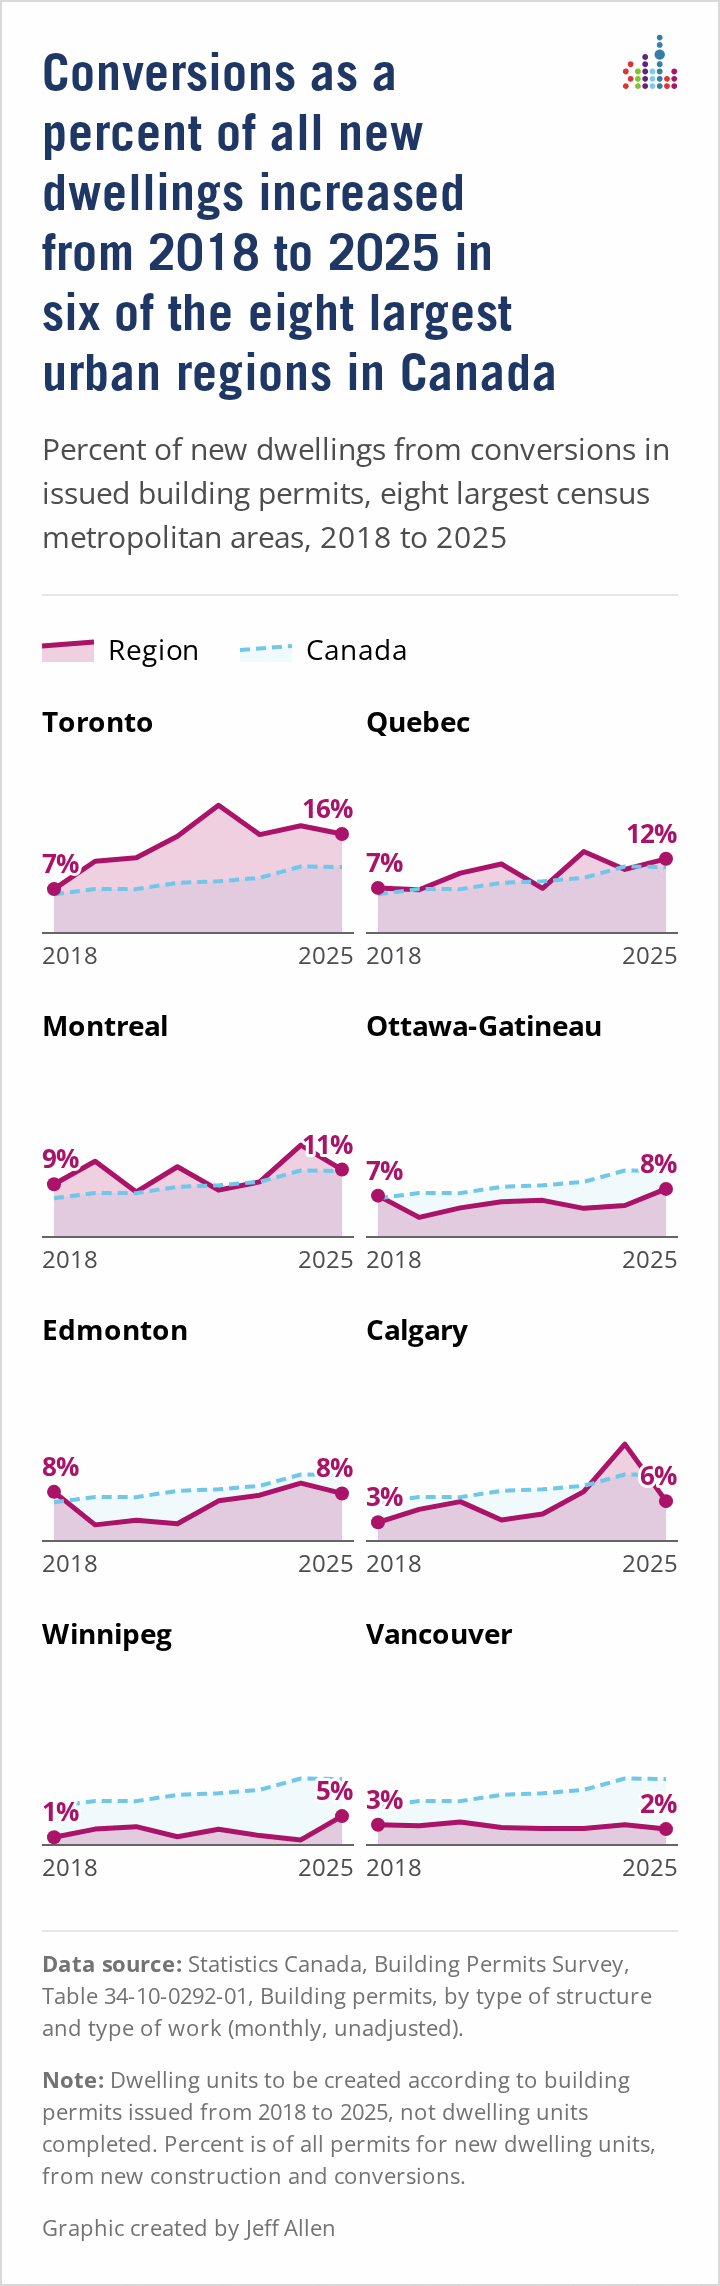 Conversions as a
percent of all new
dwellings increased
from 2018 to 2025 in
six of the eight largest
urban regions in Canada
Percent of new dwellings from conversions in
issued building permits, eight largest census
metropolitan areas, 2018 to 2025
Region Canada
Toronto
7%
16%
2018 2025
Quebec
7%
12%
2018 2025
Montreal
9%
11%
2018 2025
Ottawa-Gatineau
7%
8%
2018 2025
Edmonton
8%
8%
2018 2025
Calgary
3%
6%
2018 2025
Winnipeg
1%
5%
2018 2025
Vancouver
3%
2%
2018 2025
Data source: Statistics Canada, Building Permits Survey,
Table 34-10-0292-01, Building permits, by type of structure
and type of work (monthly, unadjusted).
Note: Dwelling units to be created according to building
permits issued from 2018 to 2025, not dwelling units
completed. Percent is of all permits for new dwelling units,
from new construction and conversions.
Graphic created by Jeff Allen